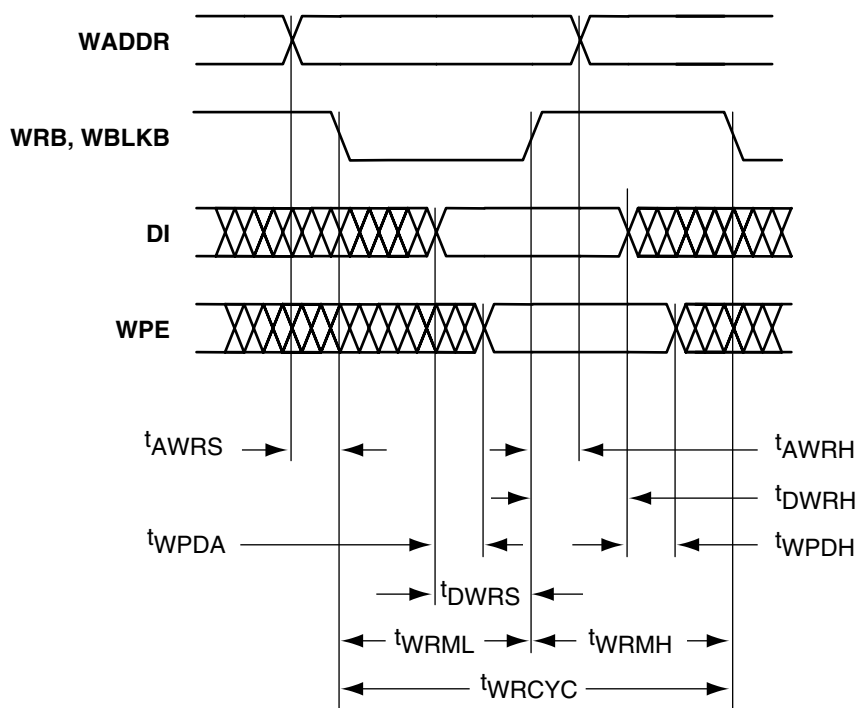 WADDR
WRB, WBLKB
DI
WPE
tAWRS
tAWRH
tDWRH
tWPDA
tWPDH
tDWRS
tWRML
tWRMH
tWRCYC